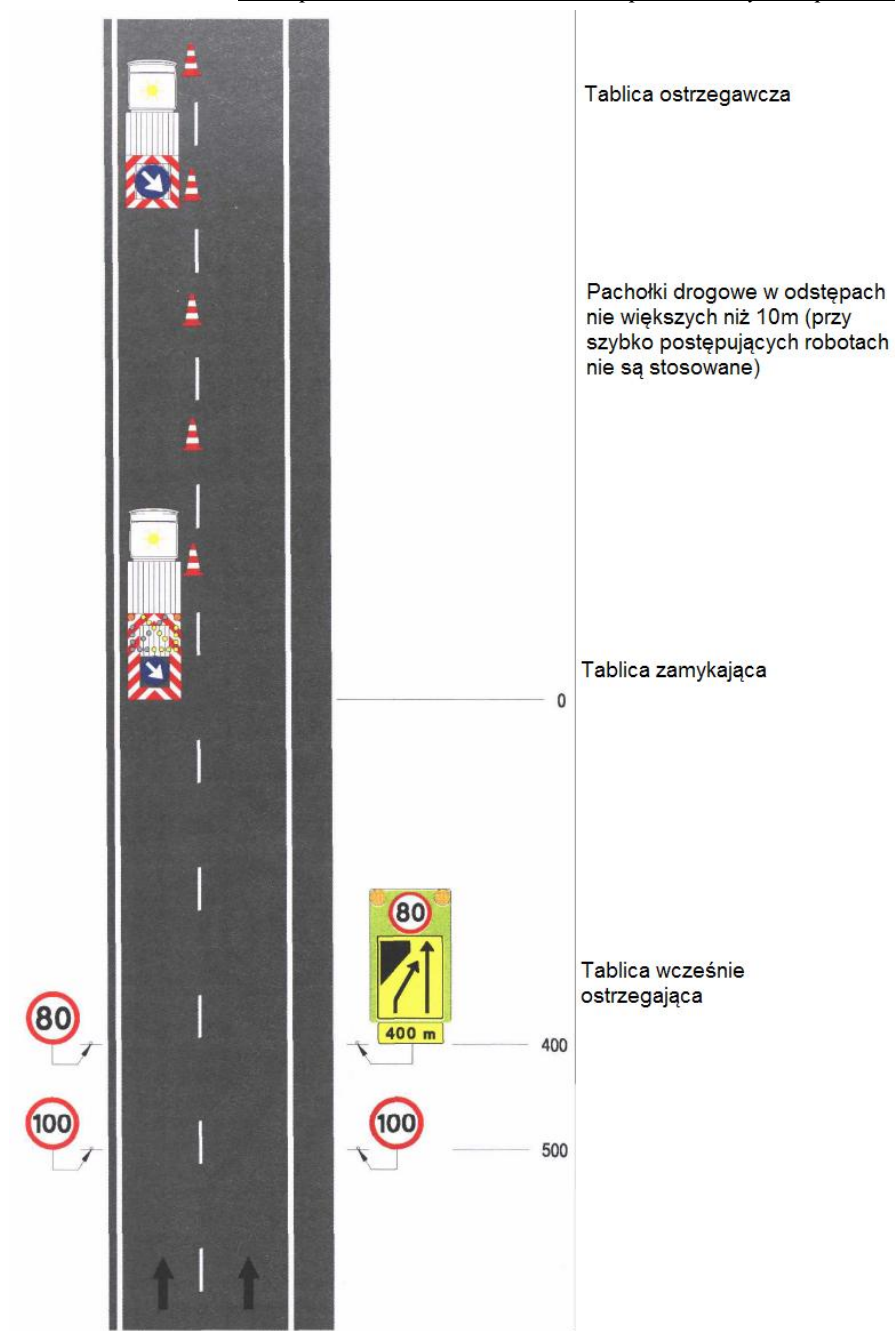 Tablica ostrzegawcza
Pachołki drogowe w odstępach
nie większych niż 10m (przy
szybko postępujących robotach
nie są stosowane)
Tablica zamykająca
0
80
Tablica wcześnie
ostrzegająca
80
400 m
400
100
100
500